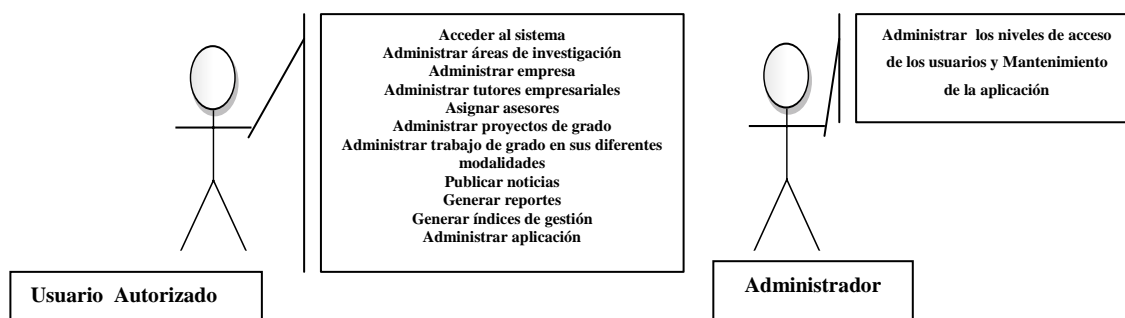 Acceder al sistema
Administrar áreas de investigación
Administrar empresa
Administrar tutores empresariales
Asignar asesores
Administrar proyectos de grado
Administrar trabajo de grado en sus diferentes
modalidades
Publicar noticias
Generar reportes
Generar índices de gestión
Administrar aplicación
Usuario Autorizado
Administrar los niveles de acceso
de los usuarios y Mantenimiento
de la aplicación
Administrador